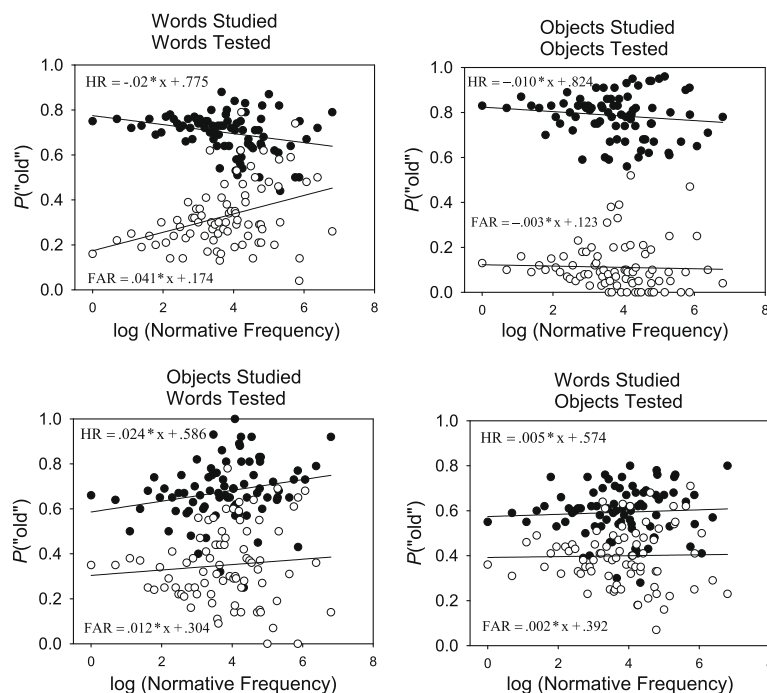 Words Studied
Words Tested
P("old")
1.0
0.8
0.6
0.4
0.2
0.0
HR = -.02* x + .775
FAR = .041* x + .174
0 2 4 6 8
log (Normative Frequency)
Objects Studied
Objects Tested
P("old")
1.0
0.8
0.6
0.4
0.2
0.0
HR = −.010* x + .824
FAR = −.003* x + .123
0 2 4 6 8
log (Normative Frequency)
Objects Studied
Words Tested
P("old")
1.0
0.8
0.6
0.4
0.2
0.0
HR = .024* x + .586
FAR = .012* x + .304
0 2 4 6 8
log (Normative Frequency)
Words Studied
Objects Tested
P("old")
1.0
0.8
0.6
0.4
0.2
0.0
HR = .005* x + .574
FAR = .002* x + .392
0 2 4 6
log (Normative Frequency)